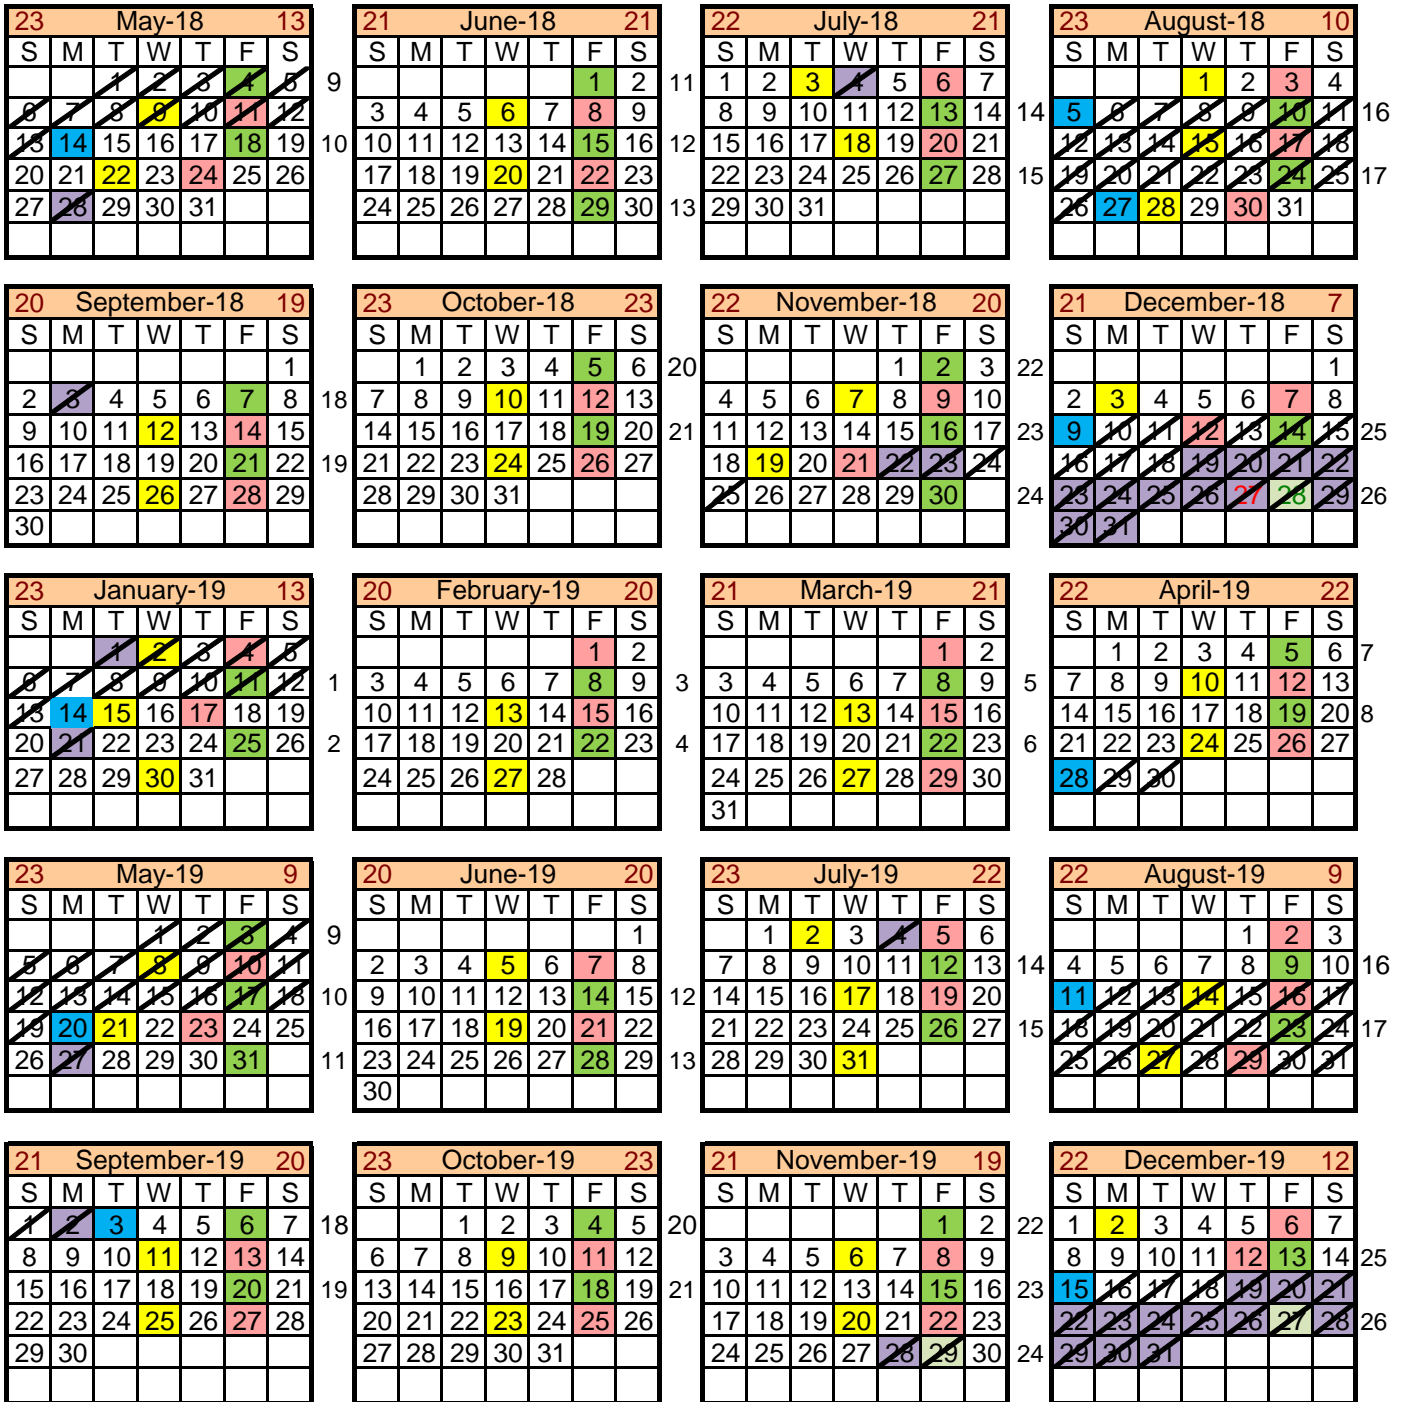 23 May-18 13
S M T W T F S
1 2 3 4 5 9
6 7 8 9 10 11 12
13 14 15 16 17 18 19 10
20 21 22 23 24 25 26
27 28 29 30 31
21 June-18 21
S M T W T F S
1 2 11
3 4 5 6 7 8 9
10 11 12 13 14 15 16 12
17 18 19 20 21 22 23
24 25 26 27 28 29 30 13
22 July-18 21
S M T W T F S
1 2 3 4 5 6 7
8 9 10 11 12 13 14 14
15 16 17 18 19 20 21
22 23 24 25 26 27 28 15
29 30 31
23 August-18 10
S M T W T F S
1 2 3 4
5 6 7 8 9 10 11 16
12 13 14 15 16 17 18
19 20 21 22 23 24 25 17
26 27 28 29 30 31
20 September-18 19
S M T W T F S
1
2 3 4 5 6 7 8 18
9 10 11 12 13 14 15
16 17 18 19 20 21 22 19
23 24 25 26 27 28 29
30
23 October-18 23
S M T W T F S
1 2 3 4 5 6 20
7 8 9 10 11 12 13
14 15 16 17 18 19 20 21
21 22 23 24 25 26 27
28 29 30 31
22 November-18 20
S M T W T F S
1 2 3 22
4 5 6 7 8 9 10
11 12 13 14 15 16 17 23
18 19 20 21 22 23 24
25 26 27 28 29 30 24
21 December-18 7
S M T W T F S
1
2 3 4 5 6 7 8
9 10 11 12 13 14 15 25
16 17 18 19 20 21 22
23 24 25 26 27 28 29 26
30 31
23 January-19 13
S M T W T F S
1 2 3 4 5
6 7 8 9 10 11 12 1
13 14 15 16 17 18 19
20 21 22 23 24 25 26 2
27 28 29 30 31
20 February-19 20
S M T W T F S
1 2
3 4 5 6 7 8 9 3
10 11 12 13 14 15 16
17 18 19 20 21 22 23 4
24 25 26 27 28
21 March-19 21
S M T W T F S
1 2
3 4 5 6 7 8 9 5
10 11 12 13 14 15 16
17 18 19 20 21 22 23 6
24 25 26 27 28 29 30
31
22 April-19 22
S M T W T F S
1 2 3 4 5 6 7
7 8 9 10 11 12 13
14 15 16 17 18 19 20 8
21 22 23 24 25 26 27
28 29 30
23 May-19 9
S M T W T F S
1 2 3 4 9
5 6 7 8 9 10 11
12 13 14 15 16 17 18 10
19 20 21 22 23 24 25
26 27 28 29 30 31 11
20 June-19 20
S M T W T F S
1
2 3 4 5 6 7 8
9 10 11 12 13 14 15 12
16 17 18 19 20 21 22
23 24 25 26 27 28 29 13
30
23 July-19 22
S M T W T F S
1 2 3 4 5 6
7 8 9 10 11 12 13 14
14 15 16 17 18 19 20
21 22 23 24 25 26 27 15
28 29 30 31
22 August-19 9
S M T W T F S
1 2 3
4 5 6 7 8 9 10 16
11 12 13 14 15 16 17
18 19 20 21 22 23 24 17
25 26 27 28 29 30 31
21 September-19 20
S M T W T F S
1 2 3 4 5 6 7 18
8 9 10 11 12 13 14
15 16 17 18 19 20 21 19
22 23 24 25 26 27 28
29 30
23 October-19 23
S M T W T F S
1 2 3 4 5 20
6 7 8 9 10 11 12
13 14 15 16 17 18 19 21
20 21 22 23 24 25 26
27 28 29 30 31
21 November-19 19
S M T W T F S
1 2 22
3 4 5 6 7 8 9
10 11 12 13 14 15 16 23
17 18 19 20 21 22 23
24 25 26 27 28 29 30 24
22 December-19 12
S M T W T F S
1 2 3 4 5 6 7
8 9 10 11 12 13 14 25
15 16 17 18 19 20 21
22 23 24 25 26 27 28 26
29 30 31